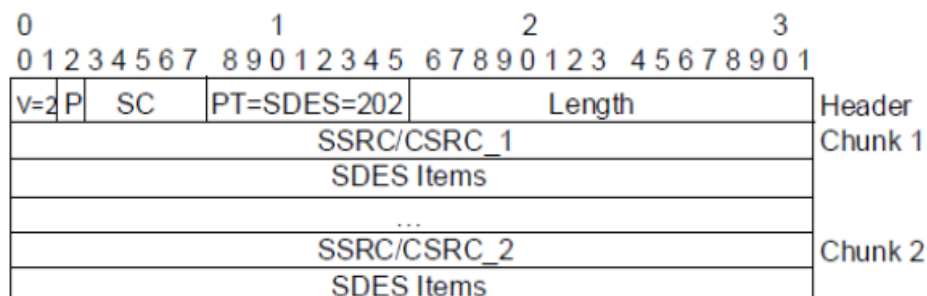 0 1 2 3
0 1 2 3 4 5 6 7 8 9 0 1 2 3 4 5 6 7 8 9 0 1 2 3 4 5 6 7 8 9 0 1
V=2 P SC PT=SDES=202 Length Header
SSRC/CSRC_1 Chunk 1
SDES Items
...
SSRC/CSRC_2 Chunk 2
SDES Items